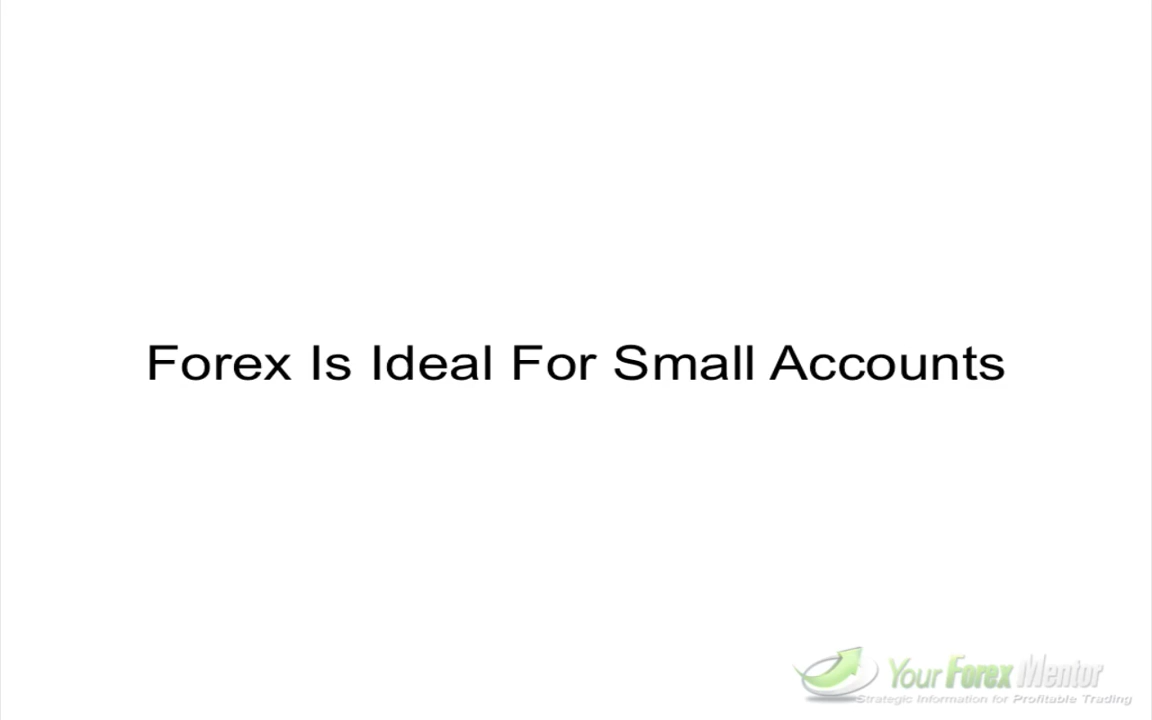 Forex Is Ideal For Small Accounts
Your Forex Mentor
Strategic Information for Profitable Trading